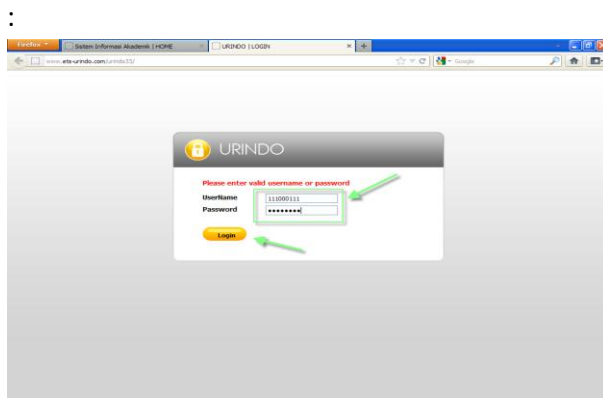 :
Firefox
Sistem Informasi Akademik | HOME
URINDO | LOGIN
www.ets-urindo.com/urindo33/
Google
URINDO
Please enter valid username or password
UserName 111000111
Password ••••••••
Login